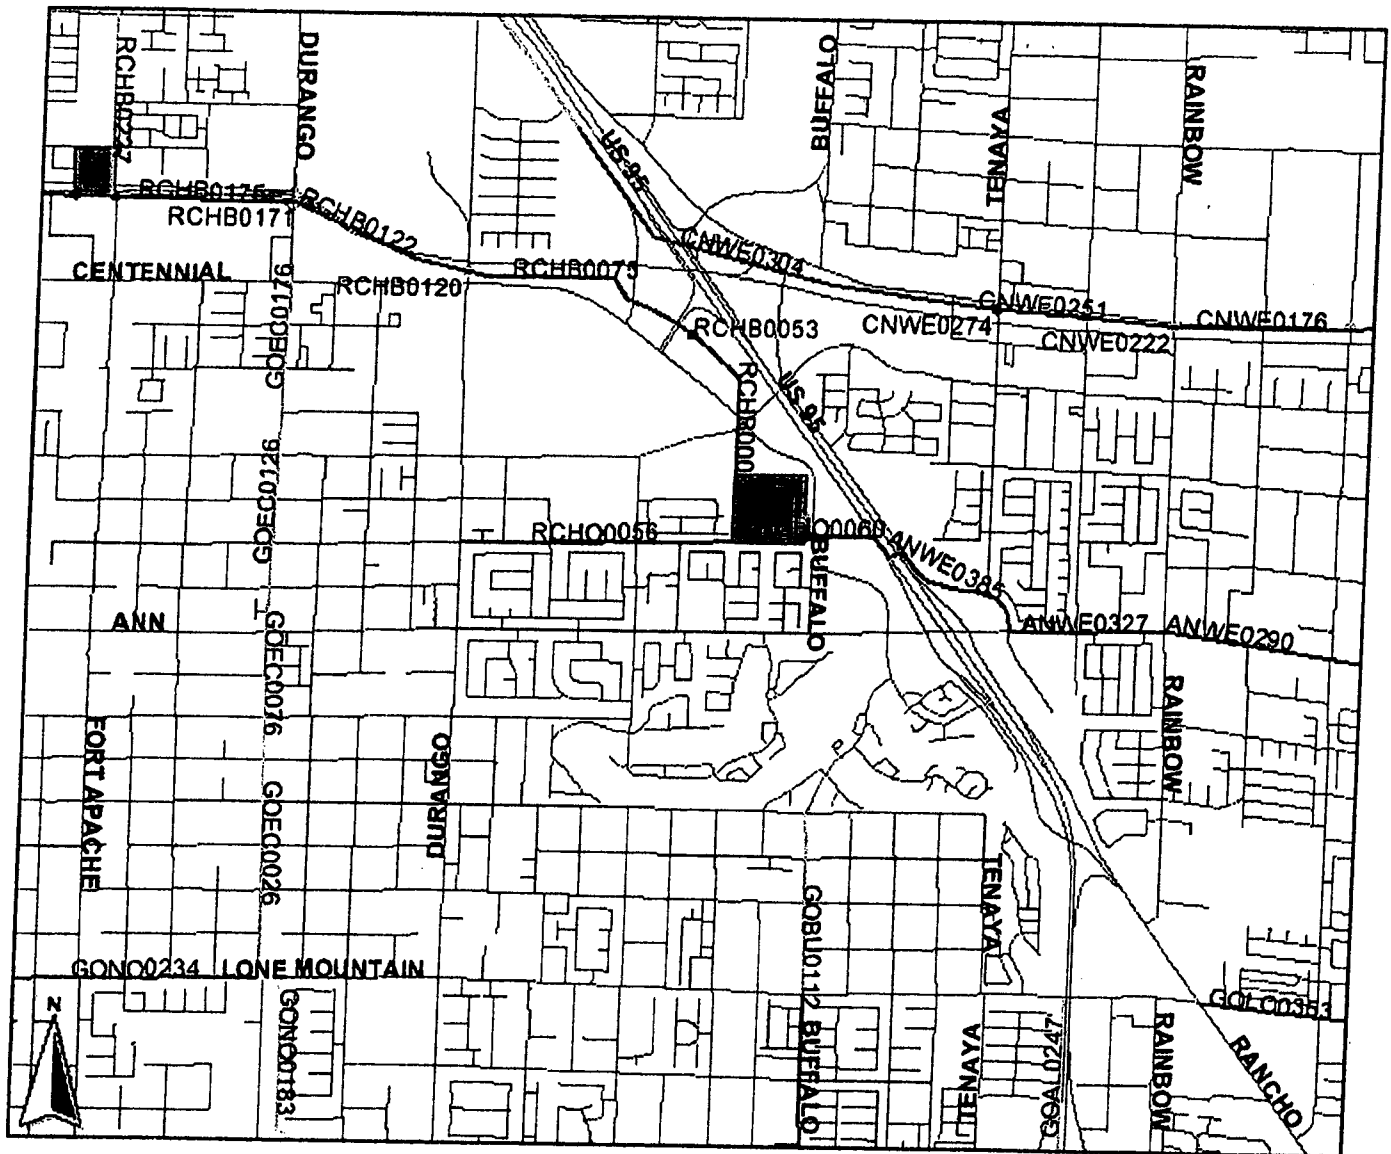 RCHB0227
DURANGO
BUFFALO
TENAYA
RAINBOW
US-95
RCHB0175
RCHB0171
RCHB0122
CNWE0304
CENTENNIAL
RCHB0075
RCHB0120
GOEC0176
CNWE0251
CNWE0176
RCHB0053
CNWE0274
CNWE0222
US-95
GOEC0126
RCHO0056
ANWE0385
BUFFALO
ANN
GOEC0076
ANWE0327
ANWE0290
RAINBOW
FORT APACHE
DURANGO
GOEC0026
TENAYA
GOBU0112
GONO0234
LONE MOUNTAIN
GOLO0353
N
GONO0183
BUFFALO
TENAYA
GOAL0247
RAINBOW
RANCHO